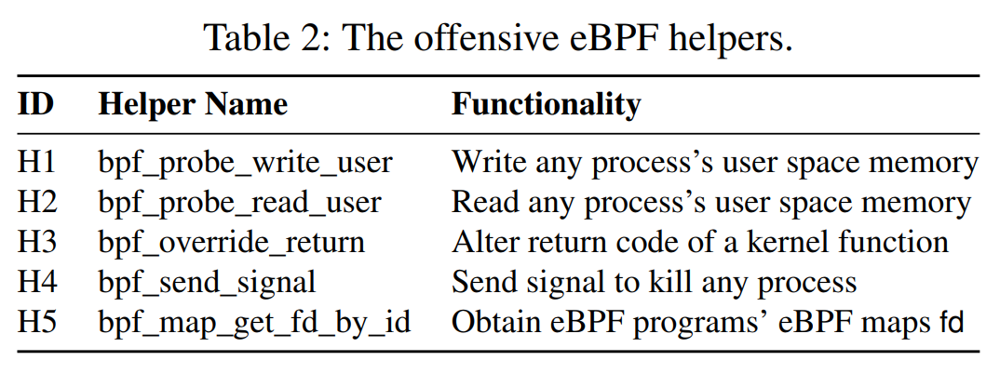 Table 2: The offensive eBPF helpers.
ID Helper Name Functionality
H1 bpf_probe_write_user Write any process’s user space memory
H2 bpf_probe_read_user Read any process’s user space memory
H3 bpf_override_return Alter return code of a kernel function
H4 bpf_send_signal Send signal to kill any process
H5 bpf_map_get_fd_by_id Obtain eBPF programs’ eBPF maps fd